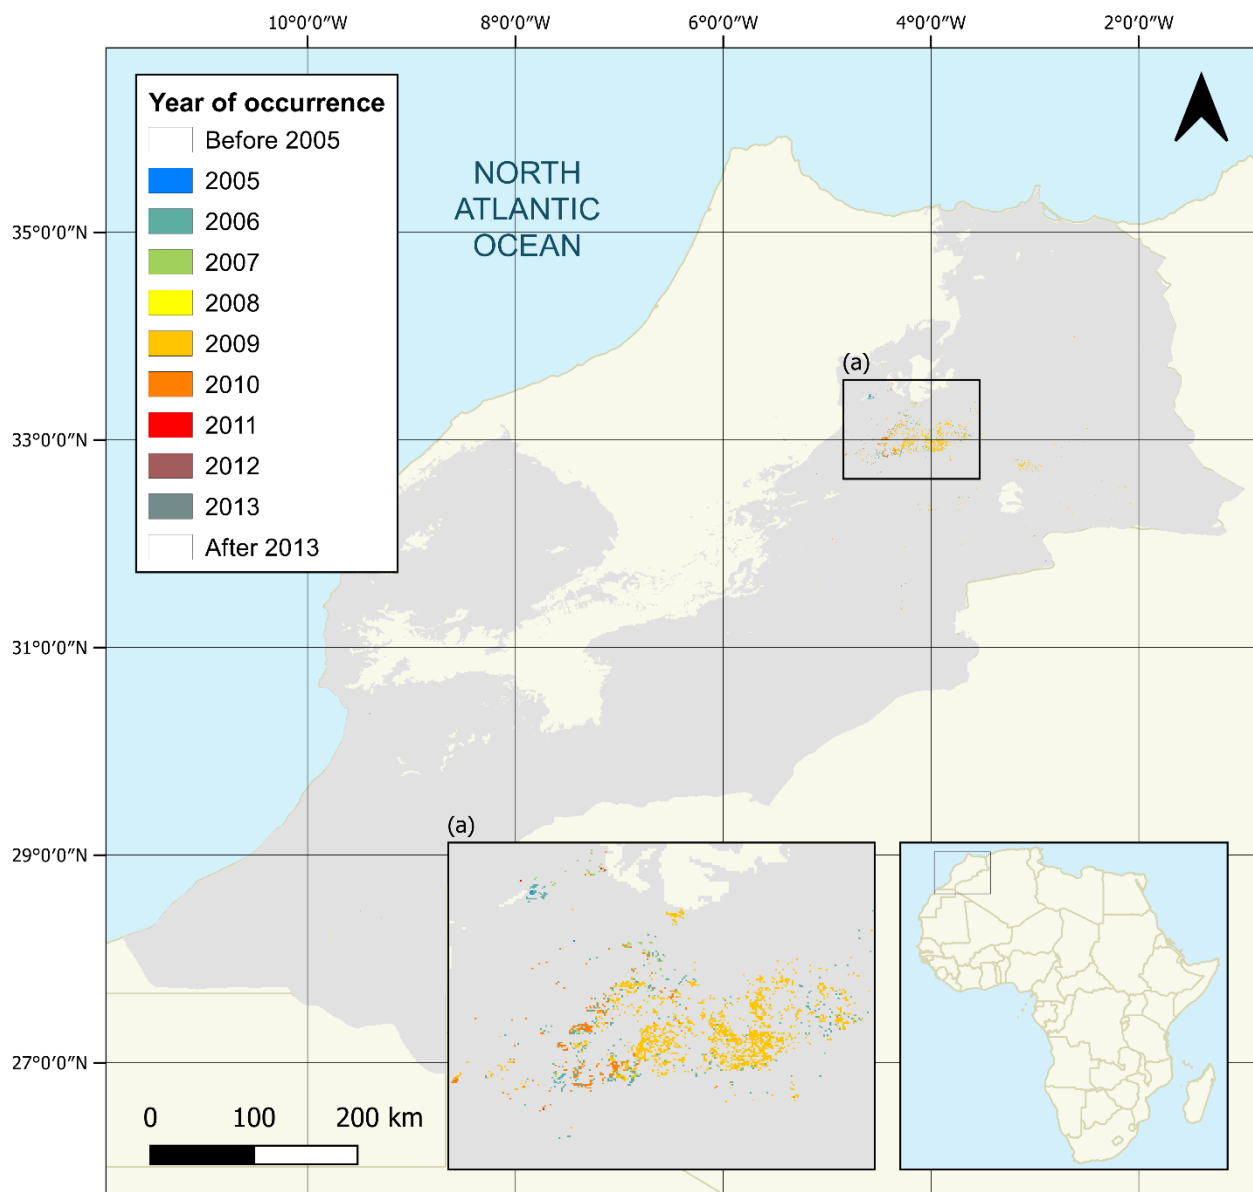 10°0′0″W 8°0′0″W 6°0′0″W 4°0′0″W 2°0′0″W
Year of occurrence
Before 2005
2005
2006
2007
2008
2009
2010
2011
2012
2013
After 2013
NORTH
ATLANTIC
OCEAN
35°0′0″N
33°0′0″N
31°0′0″N
29°0′0″N
27°0′0″N
(a)
(a)
0 100 200 km